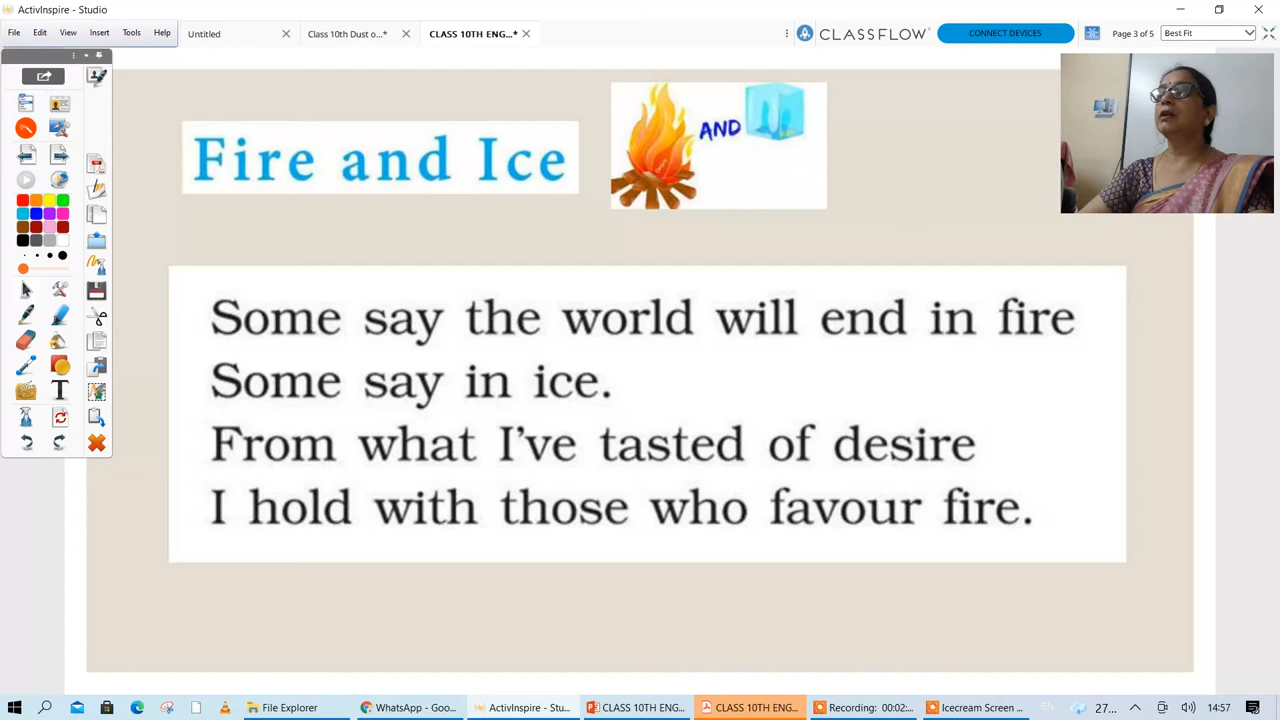 ActivInspire - Studio
File Edit View Insert Tools Help
Untitled
Class 10th Dust o...*
CLASS 10TH ENG...*
CLASSFLOW
CONNECT DEVICES
Page 3 of 5
Best Fit
Fire and Ice
AND
Some say the world will end in fire
Some say in ice.
From what I've tasted of desire
I hold with those who favour fire.
File Explorer
WhatsApp - Goo...
ActivInspire - Stu...
CLASS 10TH ENG...
CLASS 10TH ENG...
Recording: 00:02:...
Icecream Screen ...
27...
14:57